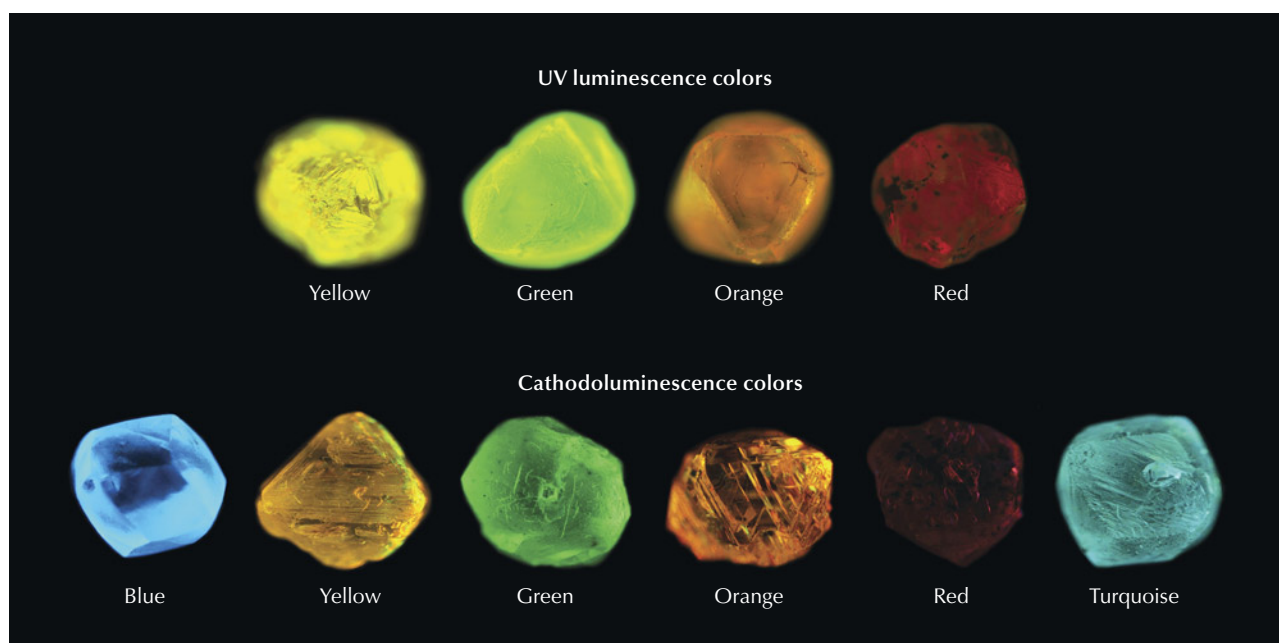 UV luminescence colors
Yellow Green Orange Red
Cathodoluminescence colors
Blue Yellow Green Orange Red Turquoise